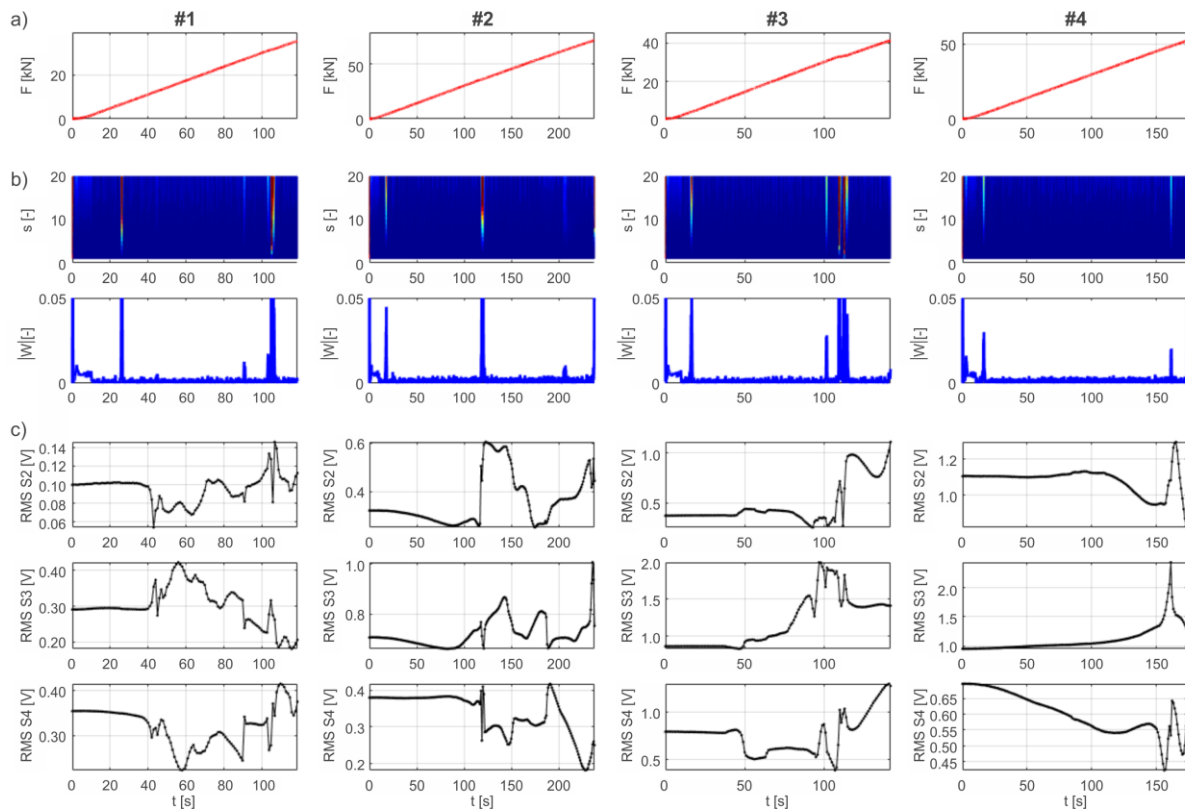 a) #1 #2 #3 #4
F [kN] 20 0 0 20 40 60 80 100
F [kN] 50 0 0 50 100 150 200
F [kN] 40 20 0 0 50 100
F [kN] 50 0 0 50 100 150
b)
s [-] 20 10 0 0 20 40 60 80 100
s [-] 20 10 0 0 50 100 150 200
s [-] 20 10 0 0 50 100
s [-] 20 10 0 0 50 100 150
|W|[-] 0.05 0 0 20 40 60 80 100
|W|[-] 0.05 0 0 50 100 150 200
|W|[-] 0.05 0 0 50 100
|W|[-] 0.05 0 0 50 100 150
c)
RMS S2 [V] 0.14 0.12 0.10 0.08 0.06 0 20 40 60 80 100
RMS S2 [V] 0.6 0.4 0 50 100 150 200
RMS S2 [V] 1.0 0.5 0 50 100
RMS S2 [V] 1.2 1.0 0 50 100 150
RMS S3 [V] 0.40 0.30 0.20 0 20 40 60 80 100
RMS S3 [V] 1.0 0.8 0 50 100 150 200
RMS S3 [V] 2.0 1.5 1.0 0 50 100
RMS S3 [V] 2.0 1.5 1.0 0 50 100 150
RMS S4 [V] 0.40 0.30 0 20 40 60 80 100
RMS S4 [V] 0.4 0.3 0.2 0 50 100 150 200
RMS S4 [V] 1.0 0.5 0 50 100
RMS S4 [V] 0.65 0.60 0.55 0.50 0.45 0 50 100 150
t [s] t [s] t [s] t [s]